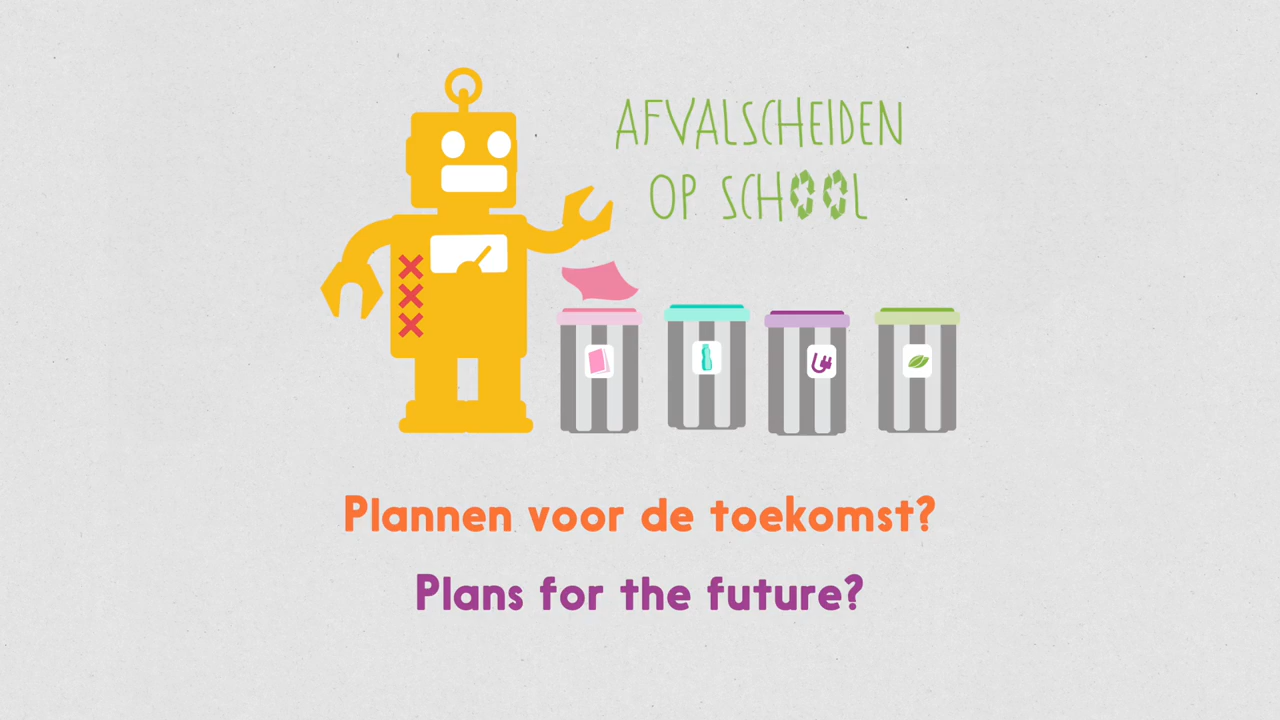 AFVALSCHEIDEN
OP SCHOOL
Plannen voor de toekomst?
Plans for the future?